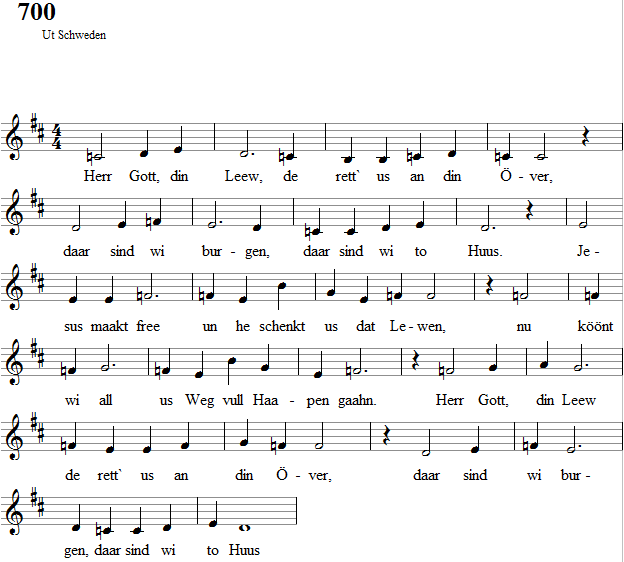 700
Ut Schweden
Herr Gott, din Leew, de rett` us an din Ö - ver,
daar sind wi bur - gen, daar sind wi to Huus. Je -
sus maakt free un he schenkt us dat Le - wen, nu köönt
wi all us Weg vull Haa - pen gaahn. Herr Gott, din Leew
de rett` us an din Ö - ver, daar sind wi bur -
gen, daar sind wi to Huus